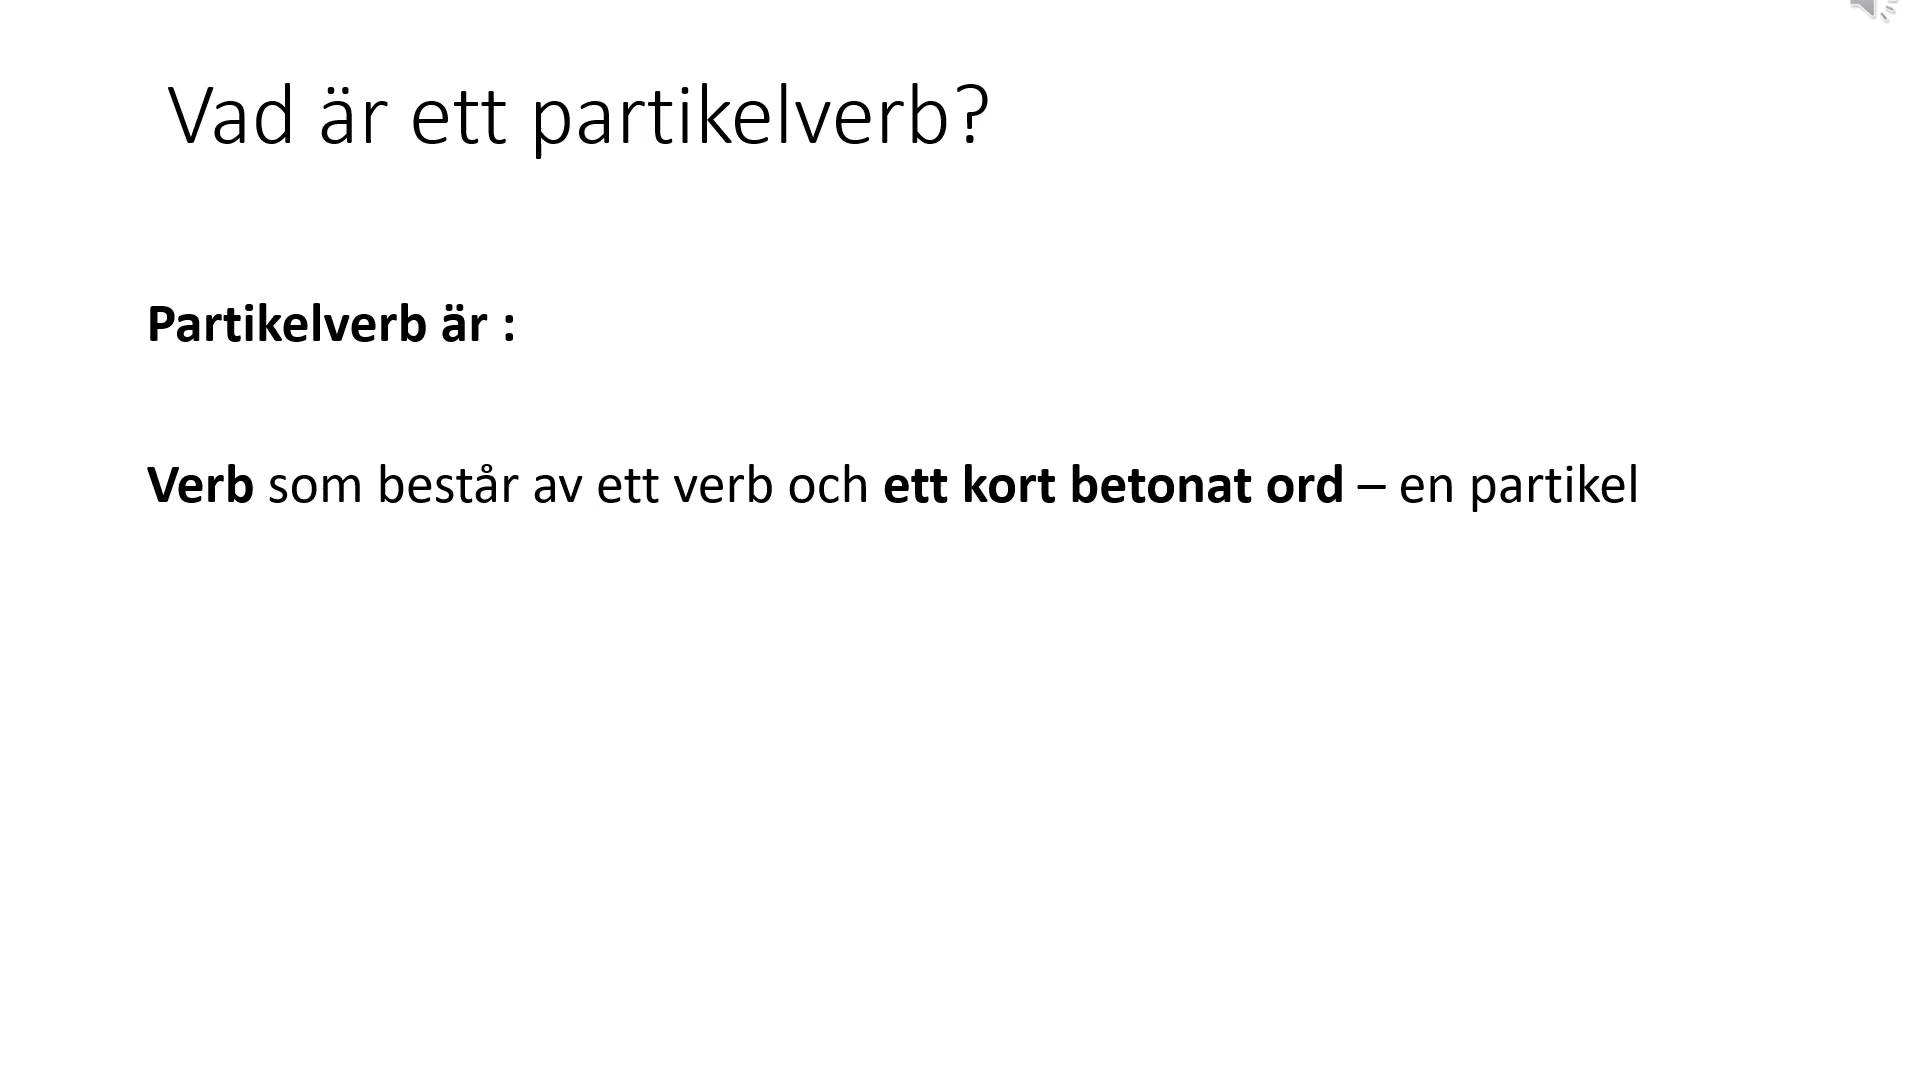 Vad är ett partikelverb?
Partikelverb är :
Verb som består av ett verb och ett kort betonat ord – en partikel